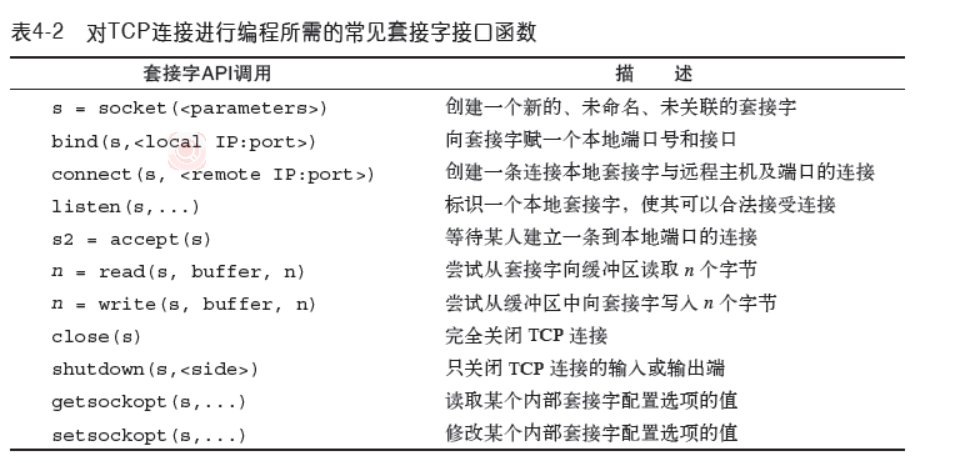 表4-2 对TCP连接进行编程所需的常见套接字接口函数
套接字API调用 描 述
s = socket(<parameters>) 创建一个新的、未命名、未关联的套接字
bind(s,<local IP:port>) 向套接字赋一个本地端口号和接口
connect(s, <remote IP:port>) 创建一条连接本地套接字与远程主机及端口的连接
listen(s,...) 标识一个本地套接字，使其可以合法接受连接
s2 = accept(s) 等待某人建立一条到本地端口的连接
n = read(s, buffer, n) 尝试从套接字向缓冲区读取 n 个字节
n = write(s, buffer, n) 尝试从缓冲区中向套接字写入 n 个字节
close(s) 完全关闭 TCP 连接
shutdown(s,<side>) 只关闭 TCP 连接的输入或输出端
getsockopt(s,...) 读取某个内部套接字配置选项的值
setsockopt(s,...) 修改某个内部套接字配置选项的值